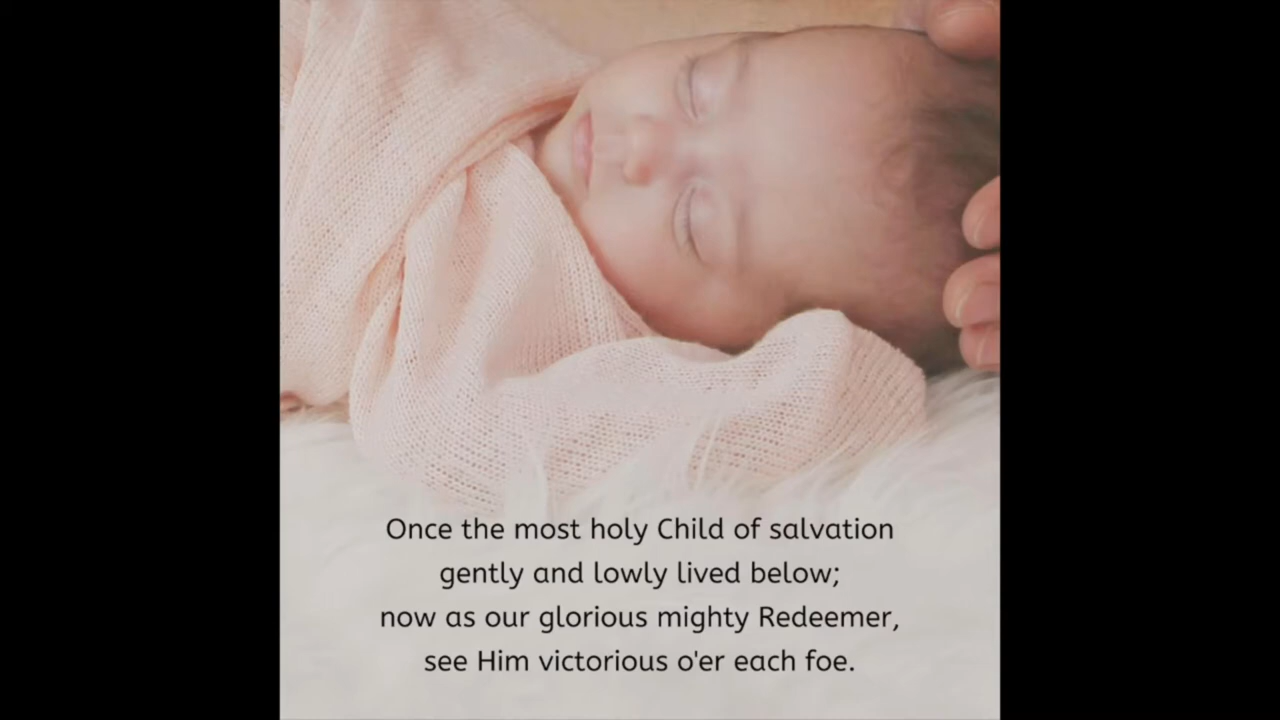 Once the most holy Child of salvation
gently and lowly lived below;
now as our glorious mighty Redeemer,
see Him victorious o'er each foe.